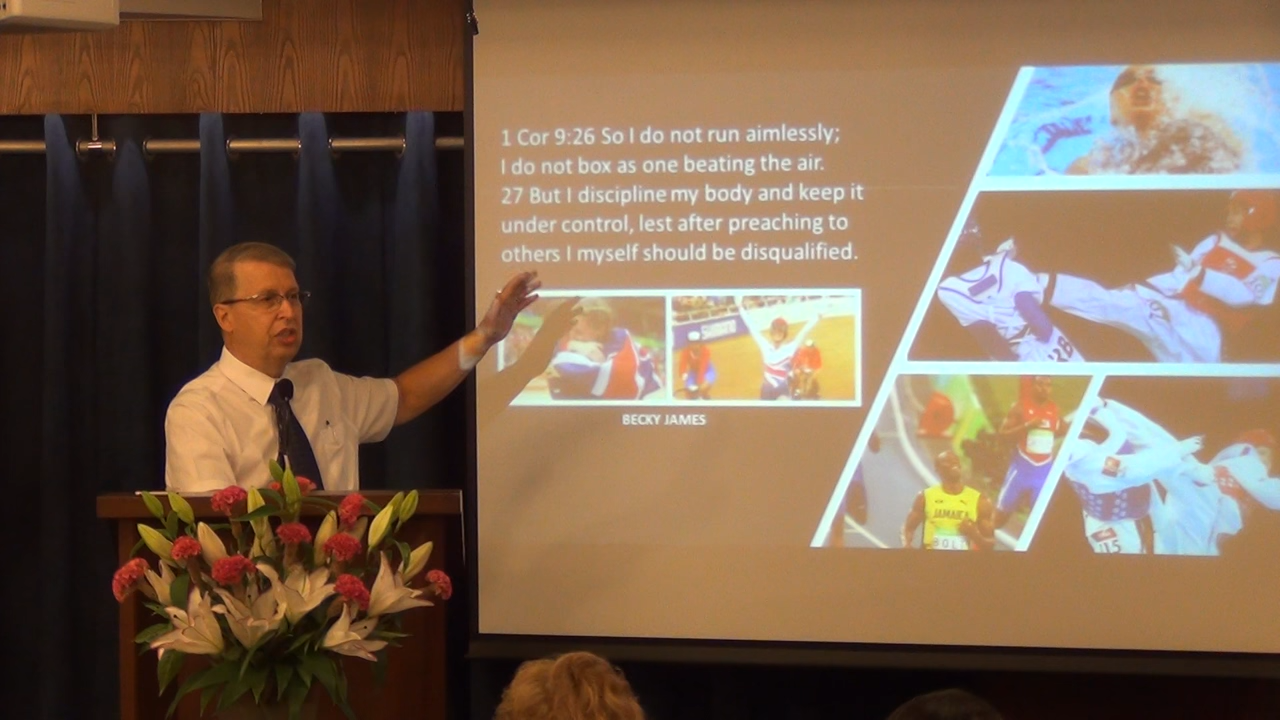 1 Cor 9:26 So I do not run aimlessly;
I do not box as one beating the air.
27 But I discipline my body and keep it
under control, lest after preaching to
others I myself should be disqualified.
SHIMANO
BECKY JAMES
JAMAICA
BOLT